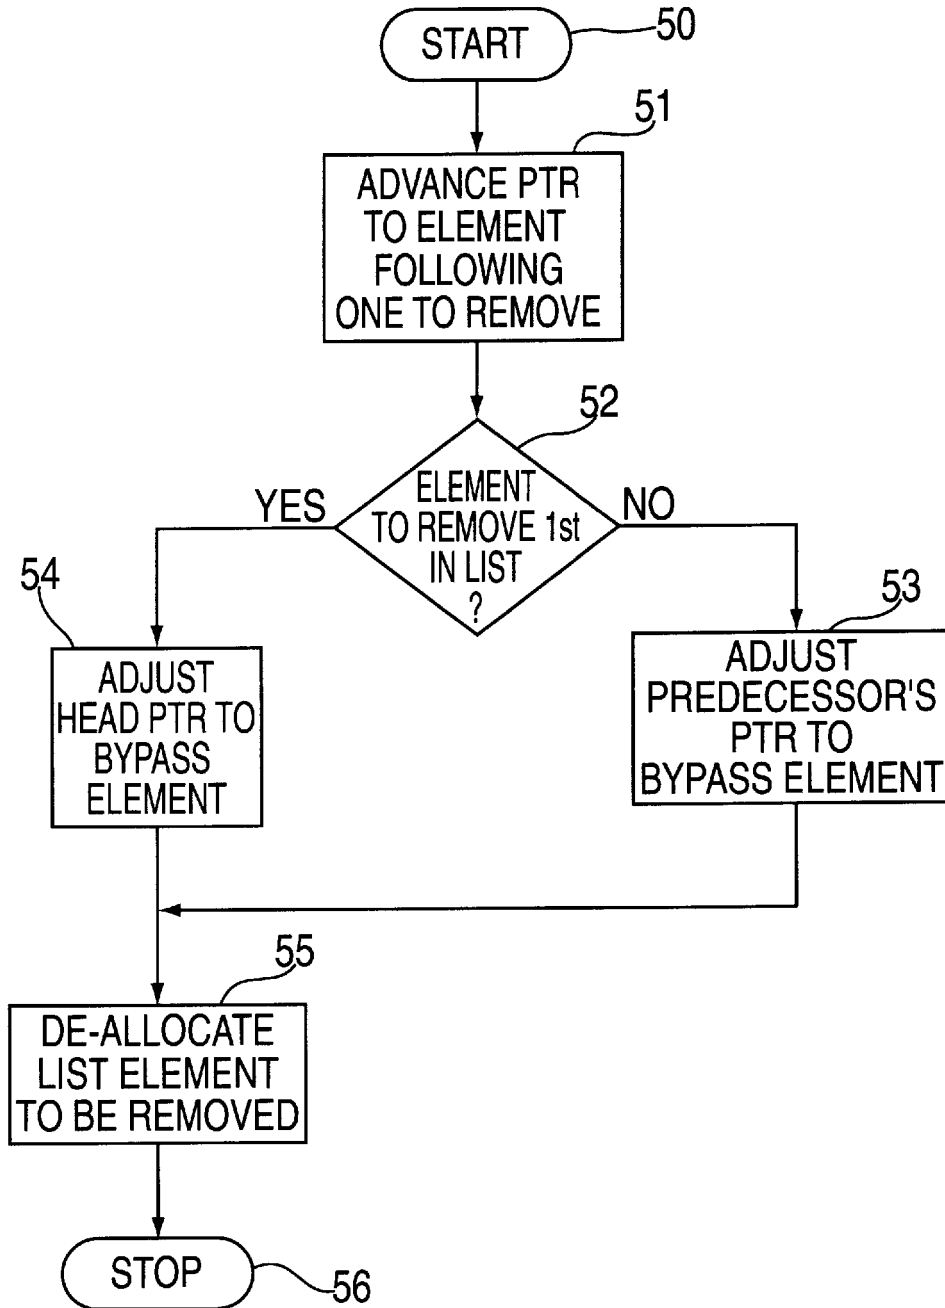 START
50
51
ADVANCE PTR
TO ELEMENT
FOLLOWING
ONE TO REMOVE
52
ELEMENT
TO REMOVE 1st
IN LIST
?
YES
NO
54
ADJUST
HEAD PTR TO
BYPASS
ELEMENT
53
ADJUST
PREDECESSOR'S
PTR TO
BYPASS ELEMENT
55
DE-ALLOCATE
LIST ELEMENT
TO BE REMOVED
STOP
56